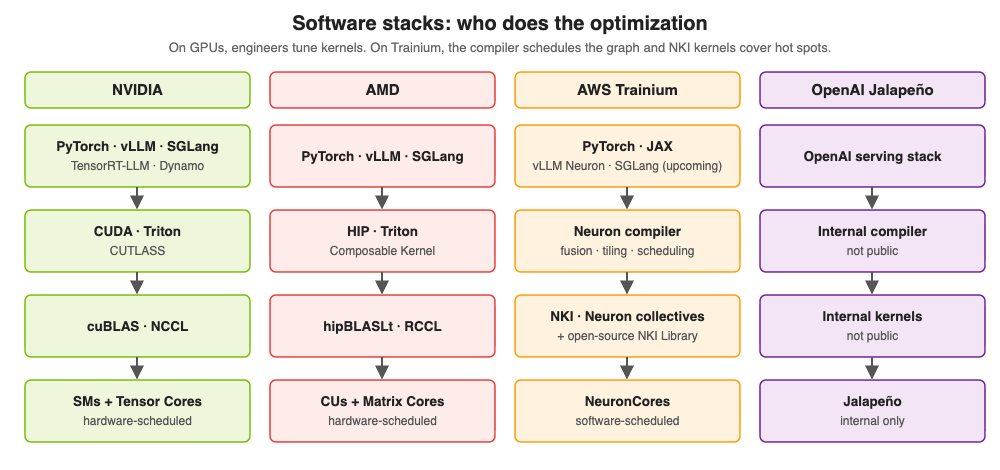 Software stacks: who does the optimization
On GPUs, engineers tune kernels. On Trainium, the compiler schedules the graph and NKI kernels cover hot spots.
NVIDIA
AMD
AWS Trainium
OpenAI Jalapeño
PyTorch · vLLM · SGLang
TensorRT-LLM · Dynamo
PyTorch · vLLM · SGLang
PyTorch · JAX
vLLM Neuron · SGLang (upcoming)
OpenAI serving stack
CUDA · Triton
CUTLASS
HIP · Triton
Composable Kernel
Neuron compiler
fusion · tiling · scheduling
Internal compiler
not public
cuBLAS · NCCL
hipBLASLt · RCCL
NKI · Neuron collectives
+ open-source NKI Library
Internal kernels
not public
SMs + Tensor Cores
hardware-scheduled
CUs + Matrix Cores
hardware-scheduled
NeuronCores
software-scheduled
Jalapeño
internal only